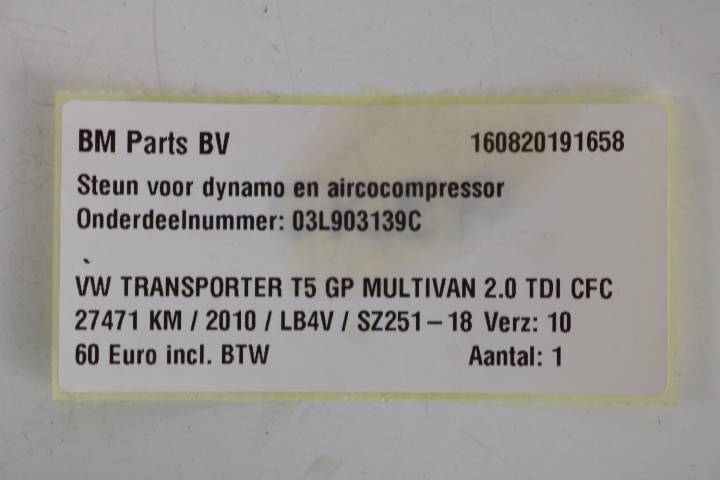 BM Parts BV 160820191658
Steun voor dynamo en aircocompressor
Onderdeelnummer: 03L903139C
VW TRANSPORTER T5 GP MULTIVAN 2.0 TDI CFC
27471 KM / 2010 / LB4V / SZ251-18 Verz: 10
60 Euro incl. BTW Aantal: 1